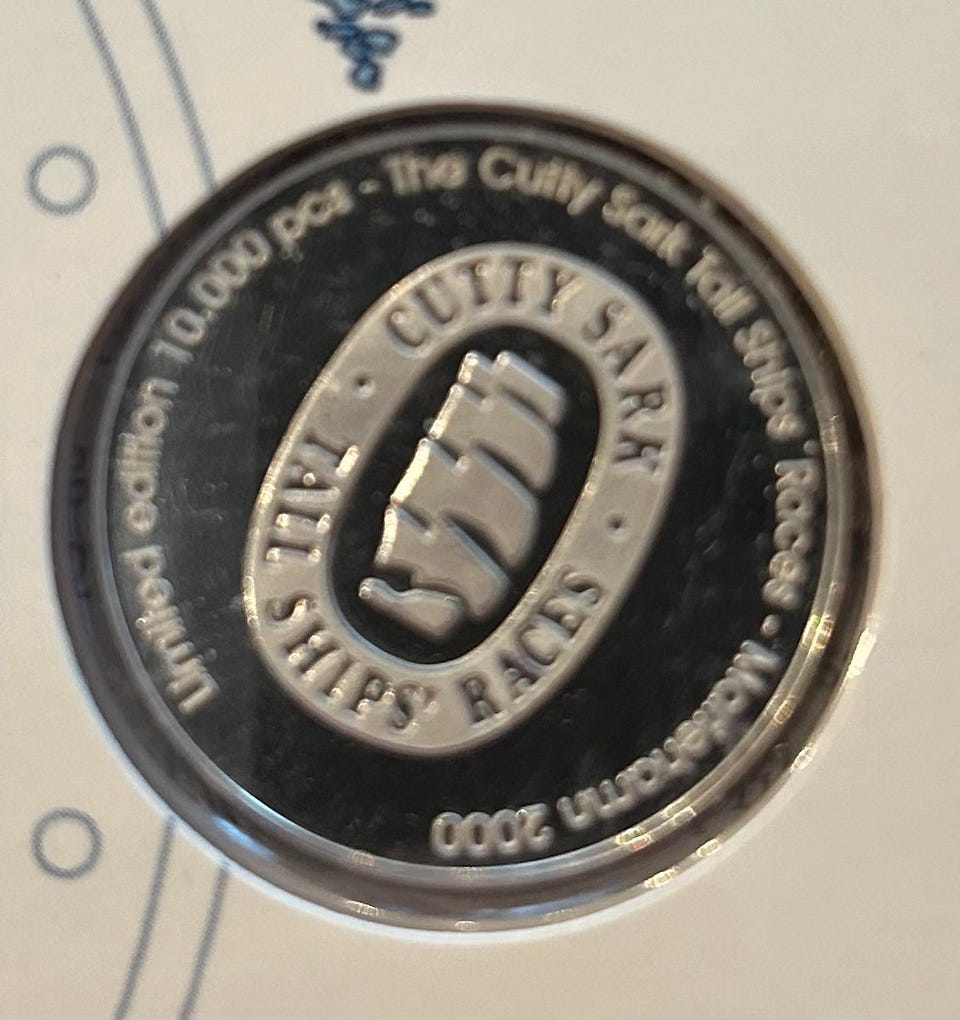 Limited edition 10.000 pcs - The Cutty Sark Tall Ships' Races - Mariehamn 2000
CUTTY SARK
TALL SHIPS' RACES